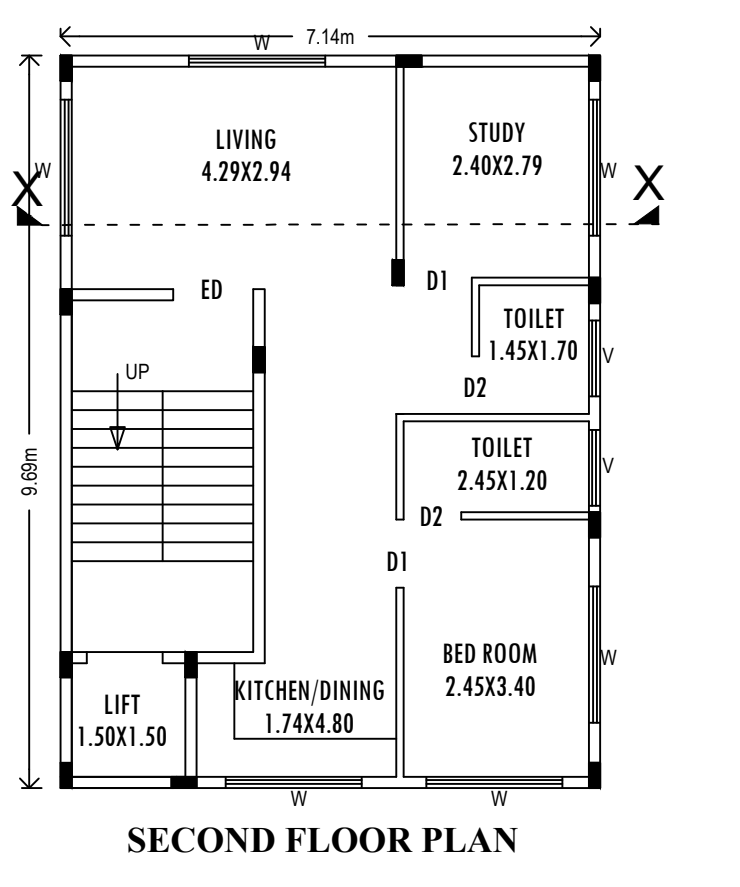 7.14m
W
LIVING
4.29X2.94
STUDY
2.40X2.79
W
W
X
X
ED
D1
TOILET
1.45X1.70
V
UP
D2
TOILET
2.45X1.20
V
9.69m
D2
D1
BED ROOM
2.45X3.40
W
KITCHEN/DINING
1.74X4.80
LIFT
1.50X1.50
W
W
SECOND FLOOR PLAN